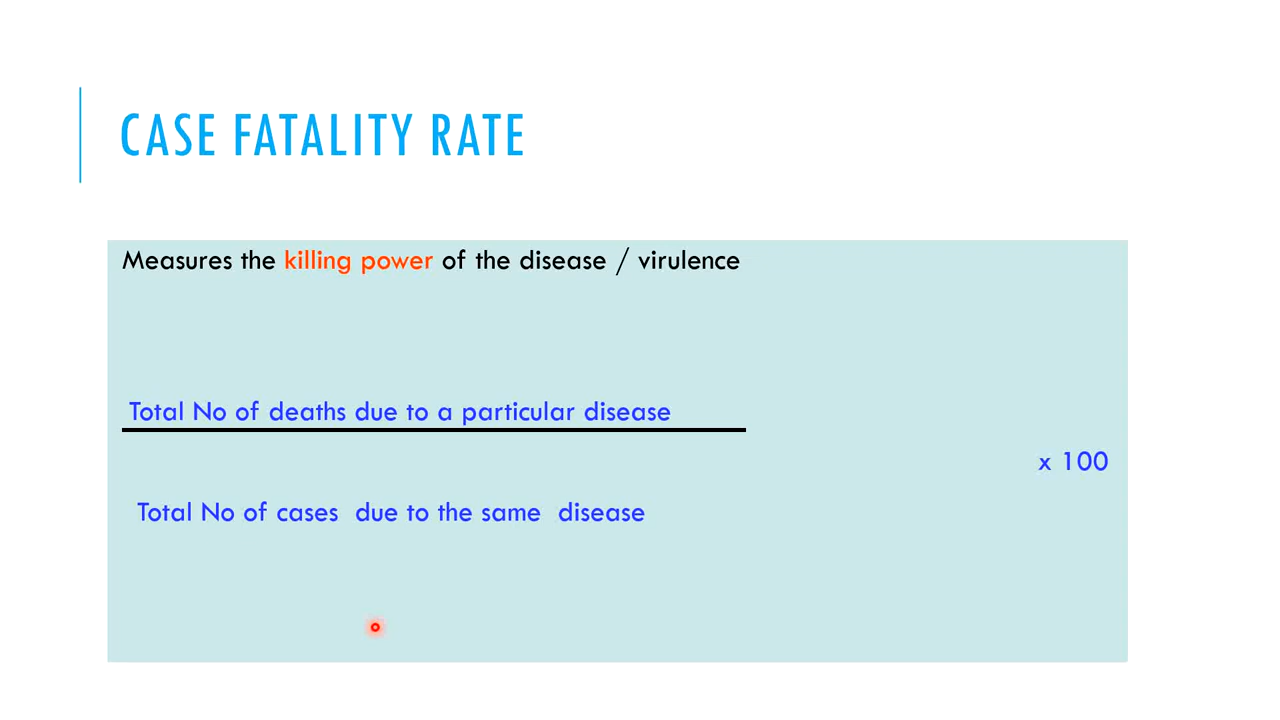 CASE FATALITY RATE
Measures the killing power of the disease / virulence
Total No of deaths due to a particular disease
x 100
Total No of cases due to the same disease